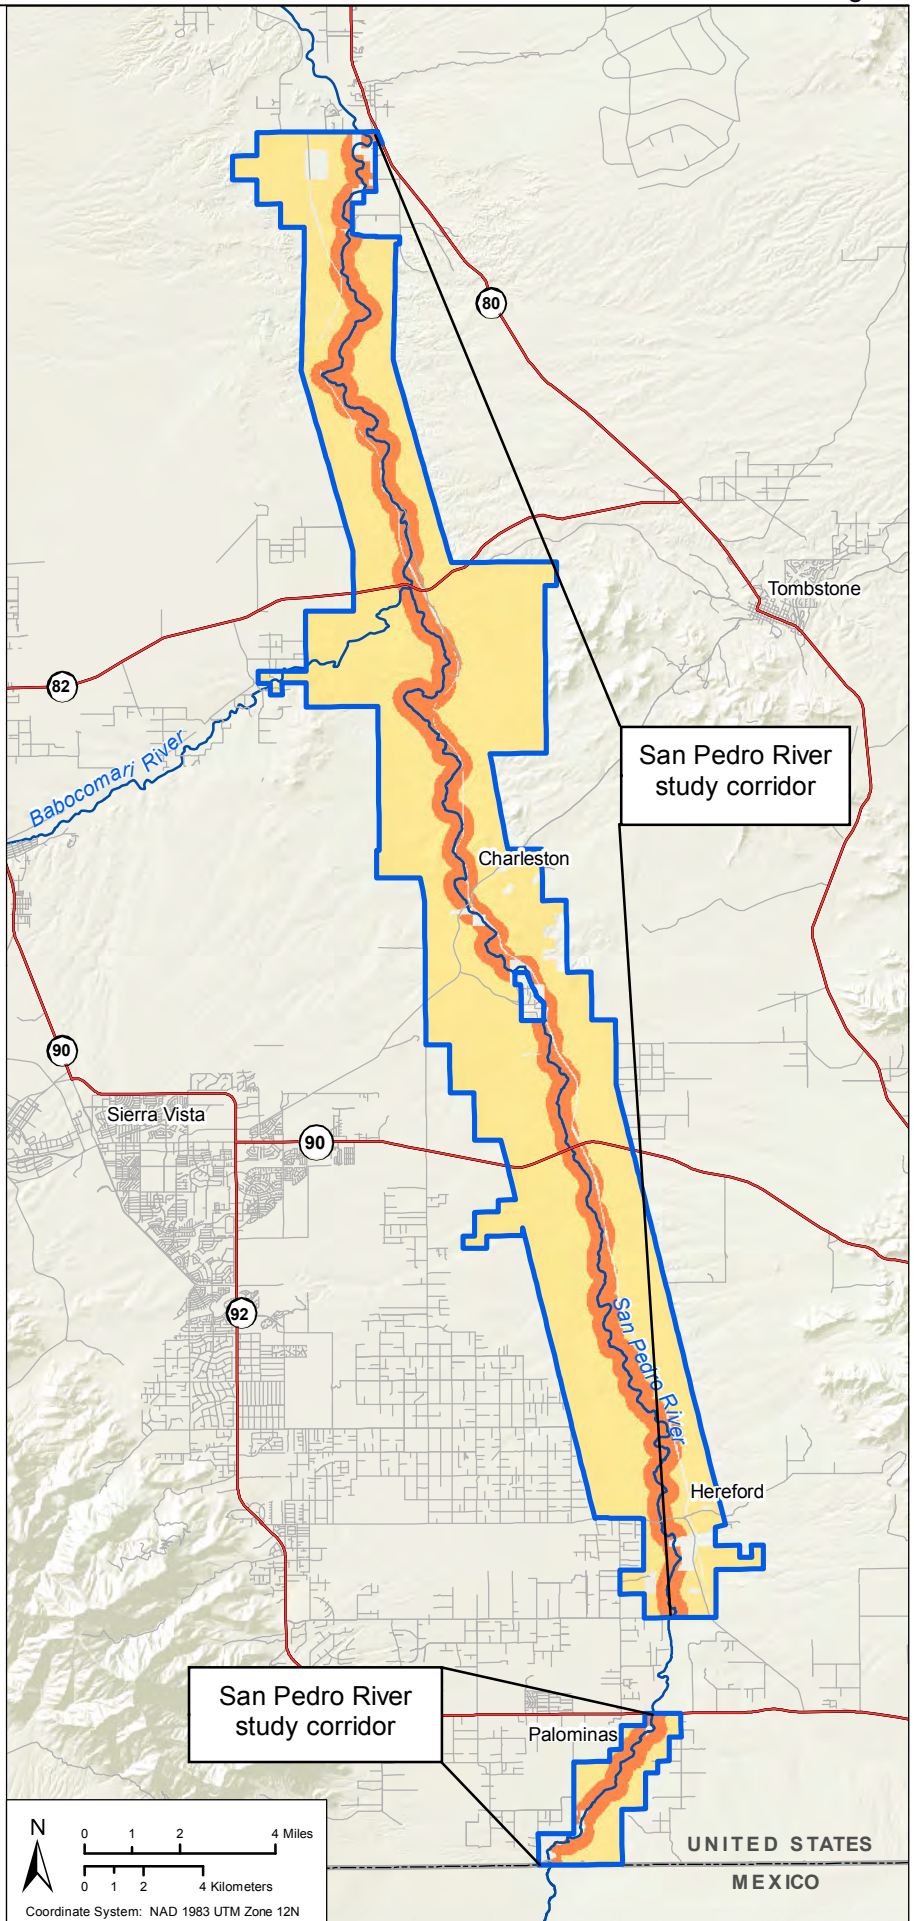 80
Tombstone
82
San Pedro River
study corridor
Babocomari River
Charleston
90
Sierra Vista
90
92
San Pedro River
Hereford
San Pedro River
study corridor
Palominas
N
0 1 2 4 Miles
0 1 2 4 Kilometers
Coordinate System: NAD 1983 UTM Zone 12N
UNITED STATES
MEXICO